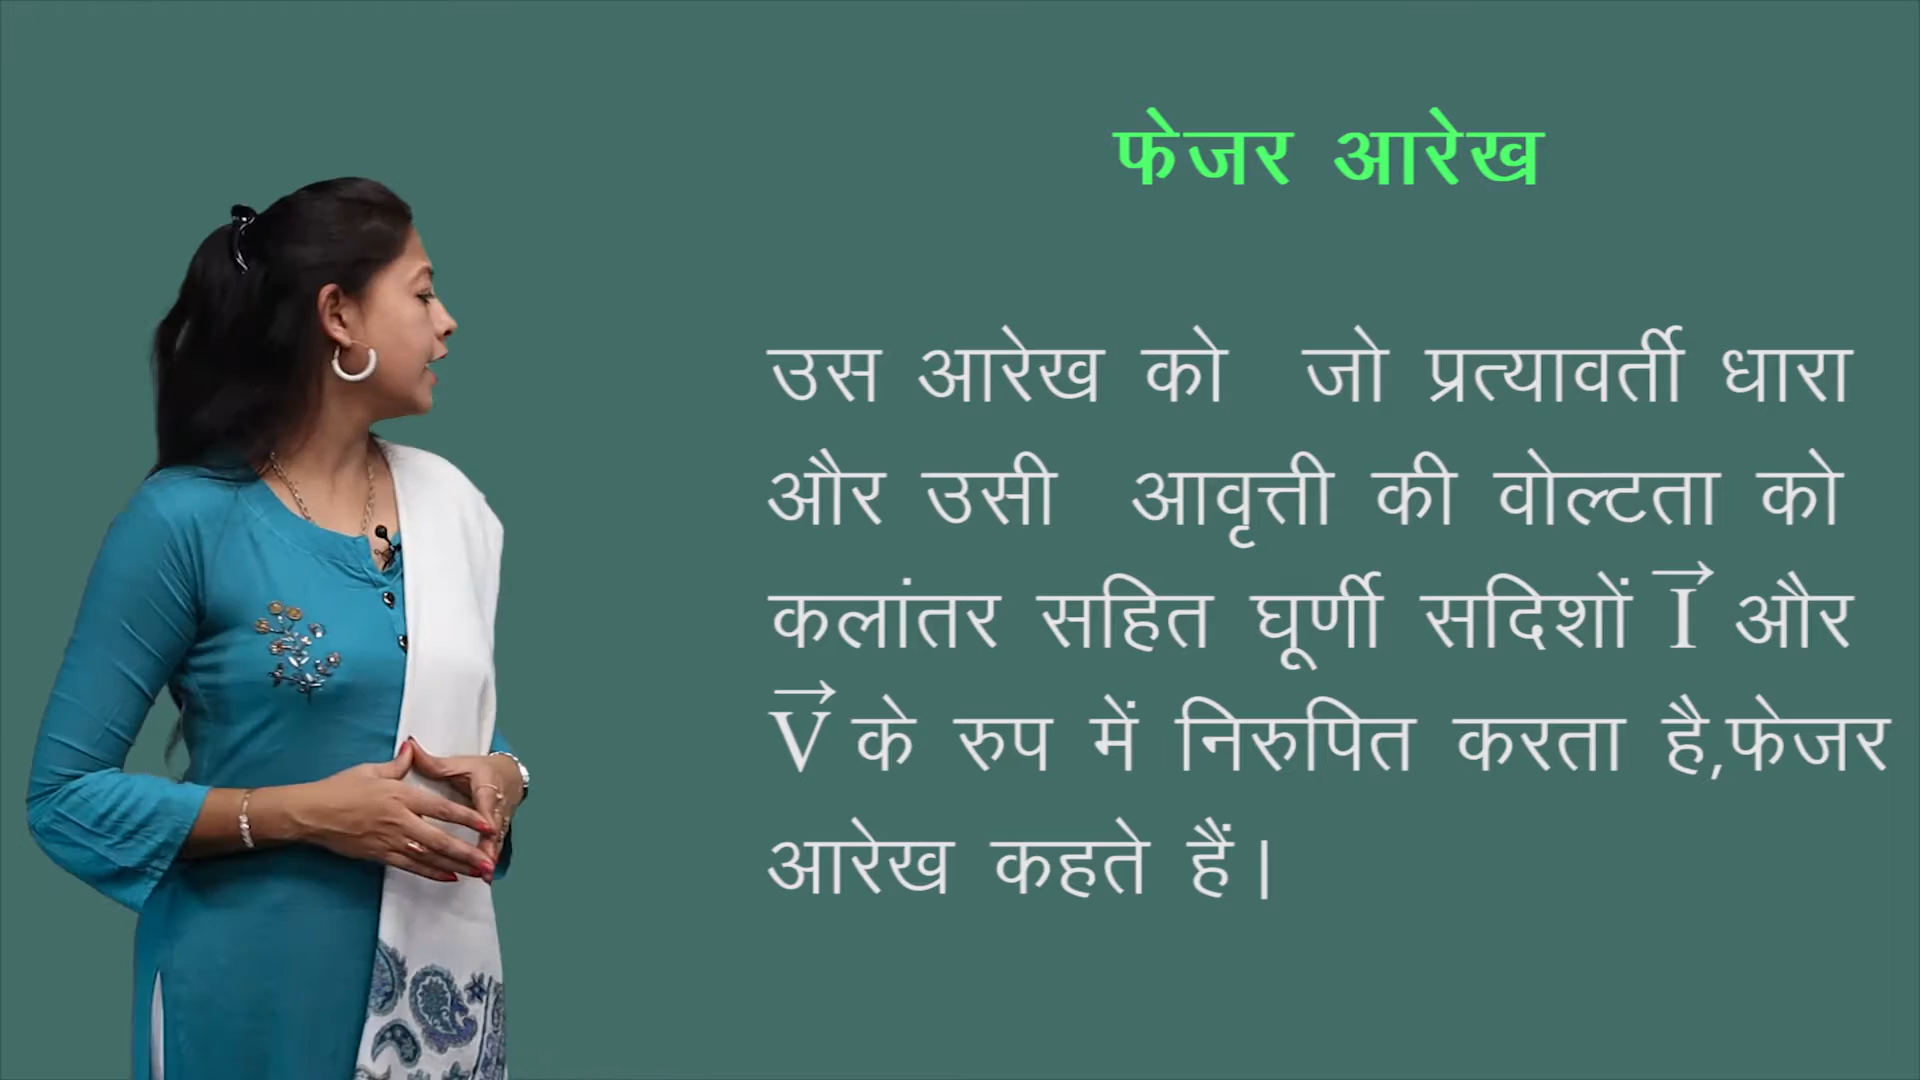 फेजर आरेख
उस आरेख को जो प्रत्यावर्ती धारा
और उसी आवृत्ती की वोल्टता को
कलांतर सहित घूर्णी सदिशों I⃗ और
V⃗ के रुप में निरुपित करता है,फेजर
आरेख कहते हैं।